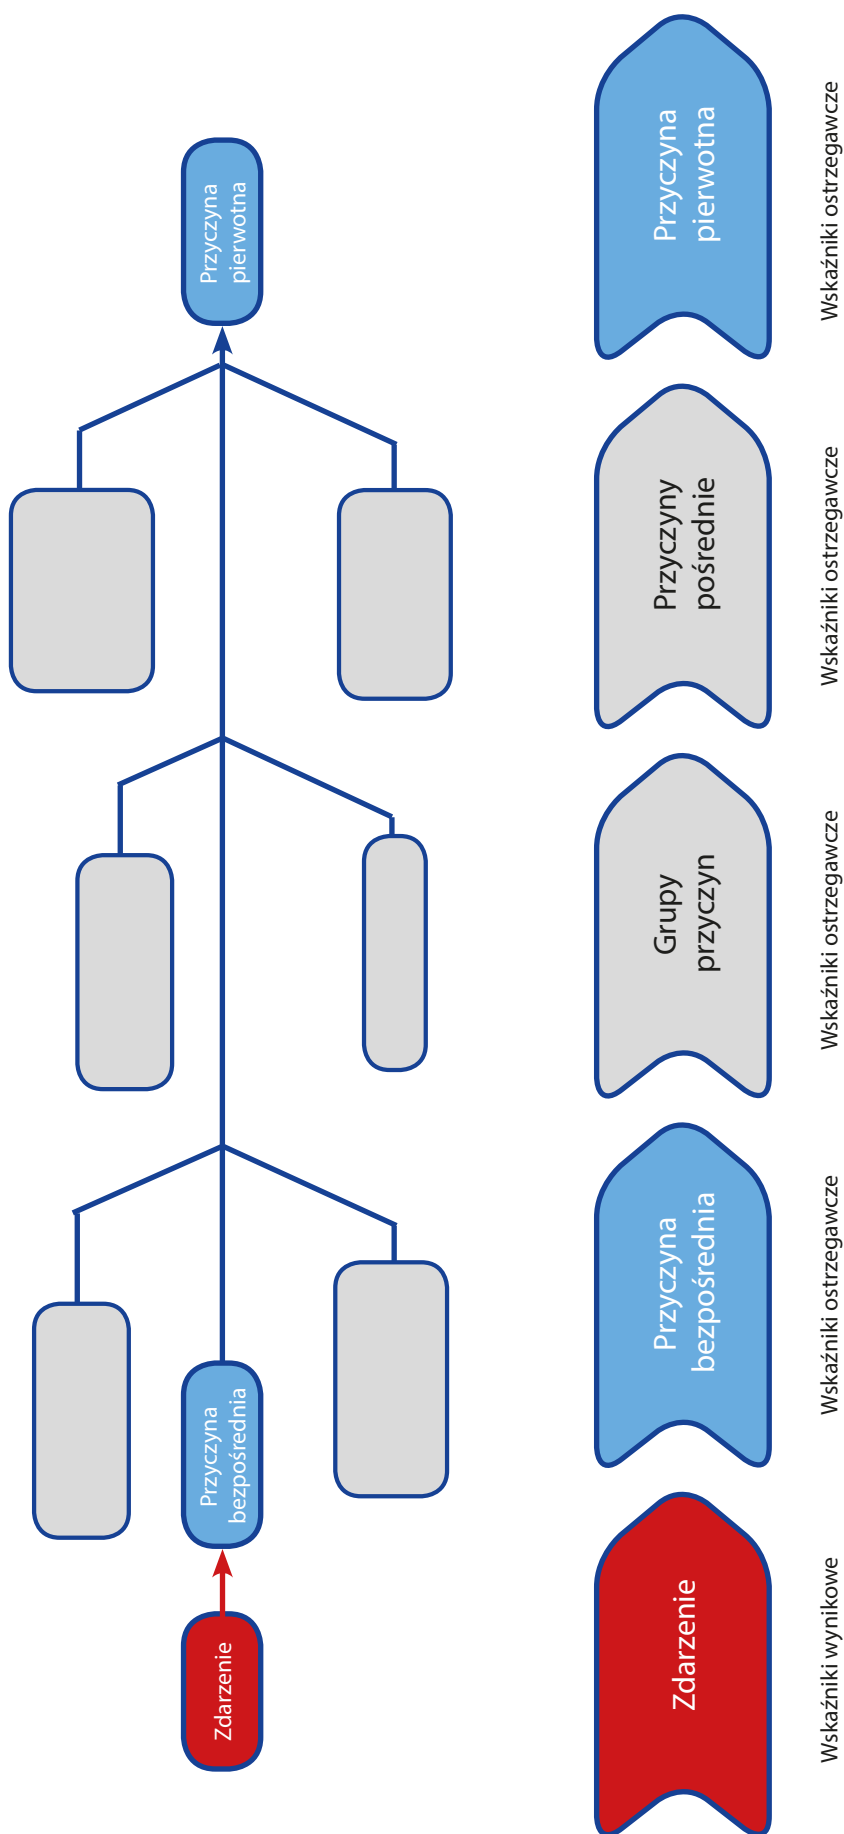 Zdarzenie
Przyczyna
bezpośrednia
Przyczyna
pierwotna
Zdarzenie
Przyczyna
bezpośrednia
Grupy
przyczyn
Przyczyny
pośrednie
Przyczyna
pierwotna
Wskaźniki wynikowe
Wskaźniki ostrzegawcze
Wskaźniki ostrzegawcze
Wskaźniki ostrzegawcze
Wskaźniki ostrzegawcze